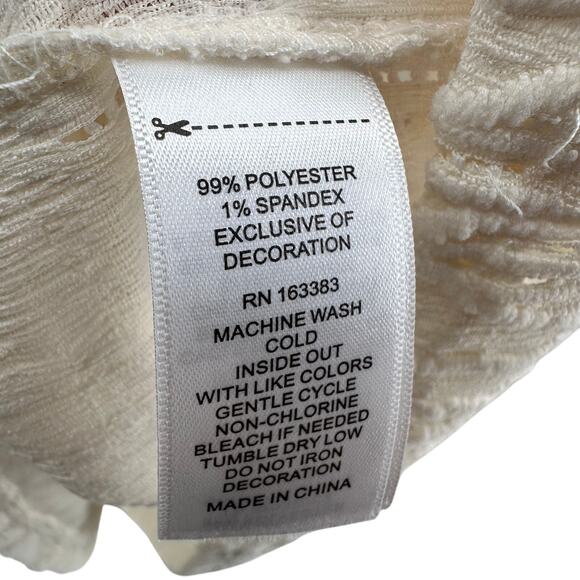 99% POLYESTER
1% SPANDEX
EXCLUSIVE OF
DECORATION
RN 163383
MACHINE WASH
COLD
INSIDE OUT
WITH LIKE COLORS
GENTLE CYCLE
NON-CHLORINE
BLEACH IF NEEDED
TUMBLE DRY LOW
DO NOT IRON
DECORATION
MADE IN CHINA